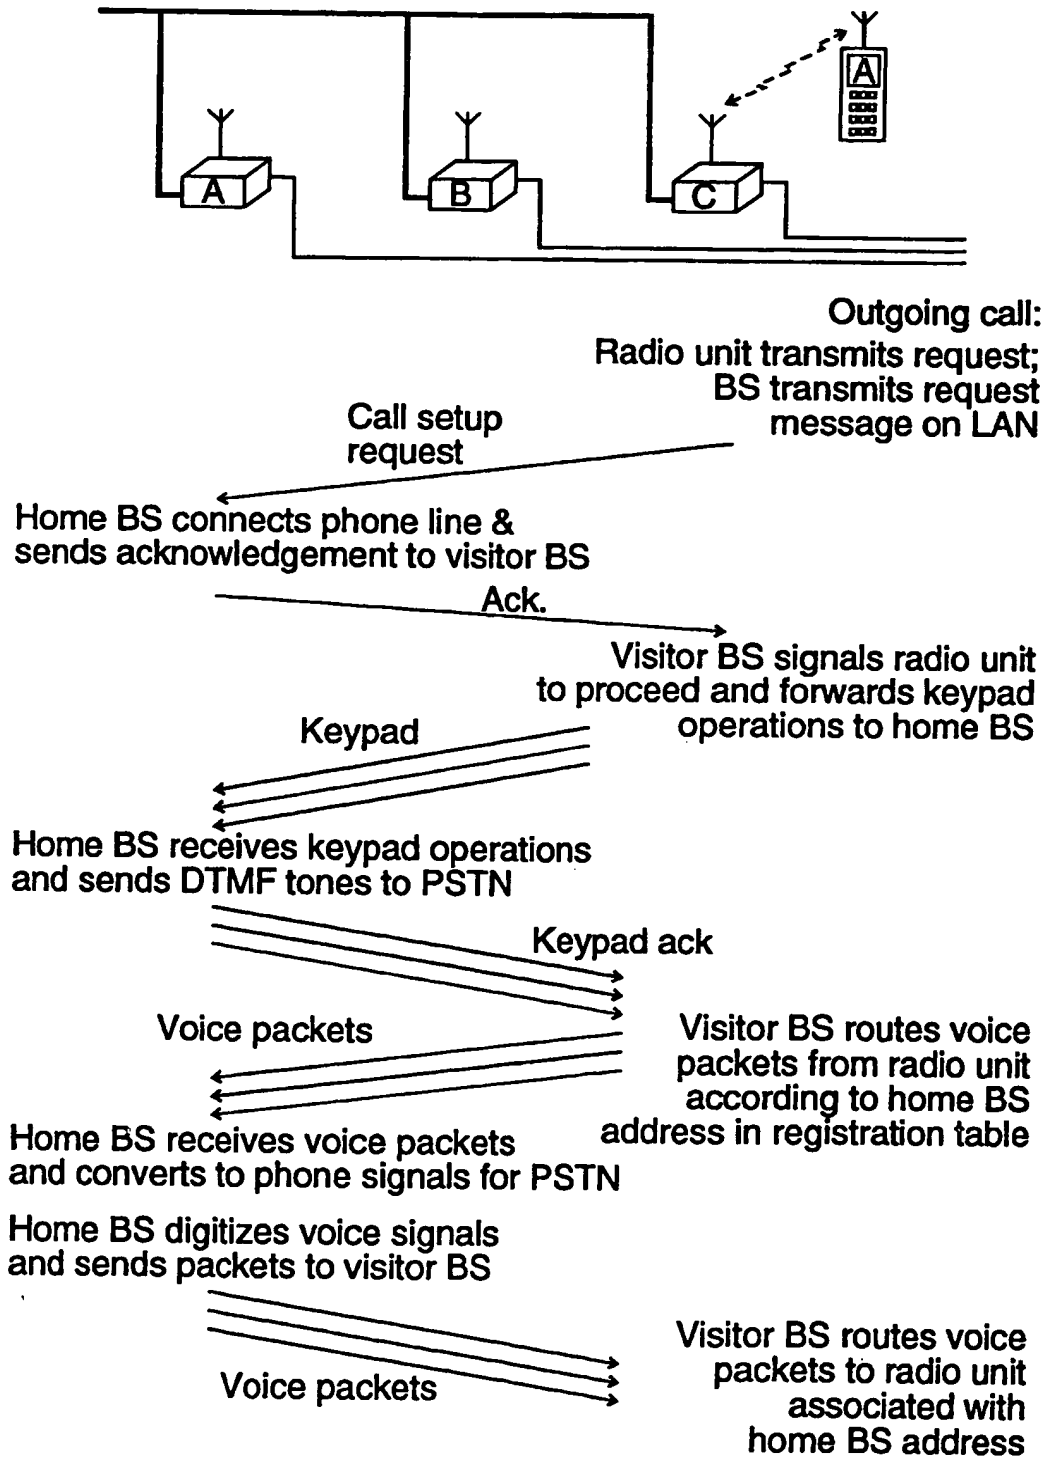 A
A
B
C
Outgoing call:
Radio unit transmits request;
BS transmits request
message on LAN
Call setup
request
Home BS connects phone line &
sends acknowledgement to visitor BS
Ack.
Visitor BS signals radio unit
to proceed and forwards keypad
operations to home BS
Keypad
Home BS receives keypad operations
and sends DTMF tones to PSTN
Keypad ack
Voice packets
Visitor BS routes voice
packets from radio unit
according to home BS
address in registration table
Home BS receives voice packets
and converts to phone signals for PSTN
Home BS digitizes voice signals
and sends packets to visitor BS
Voice packets
Visitor BS routes voice
packets to radio unit
associated with
home BS address